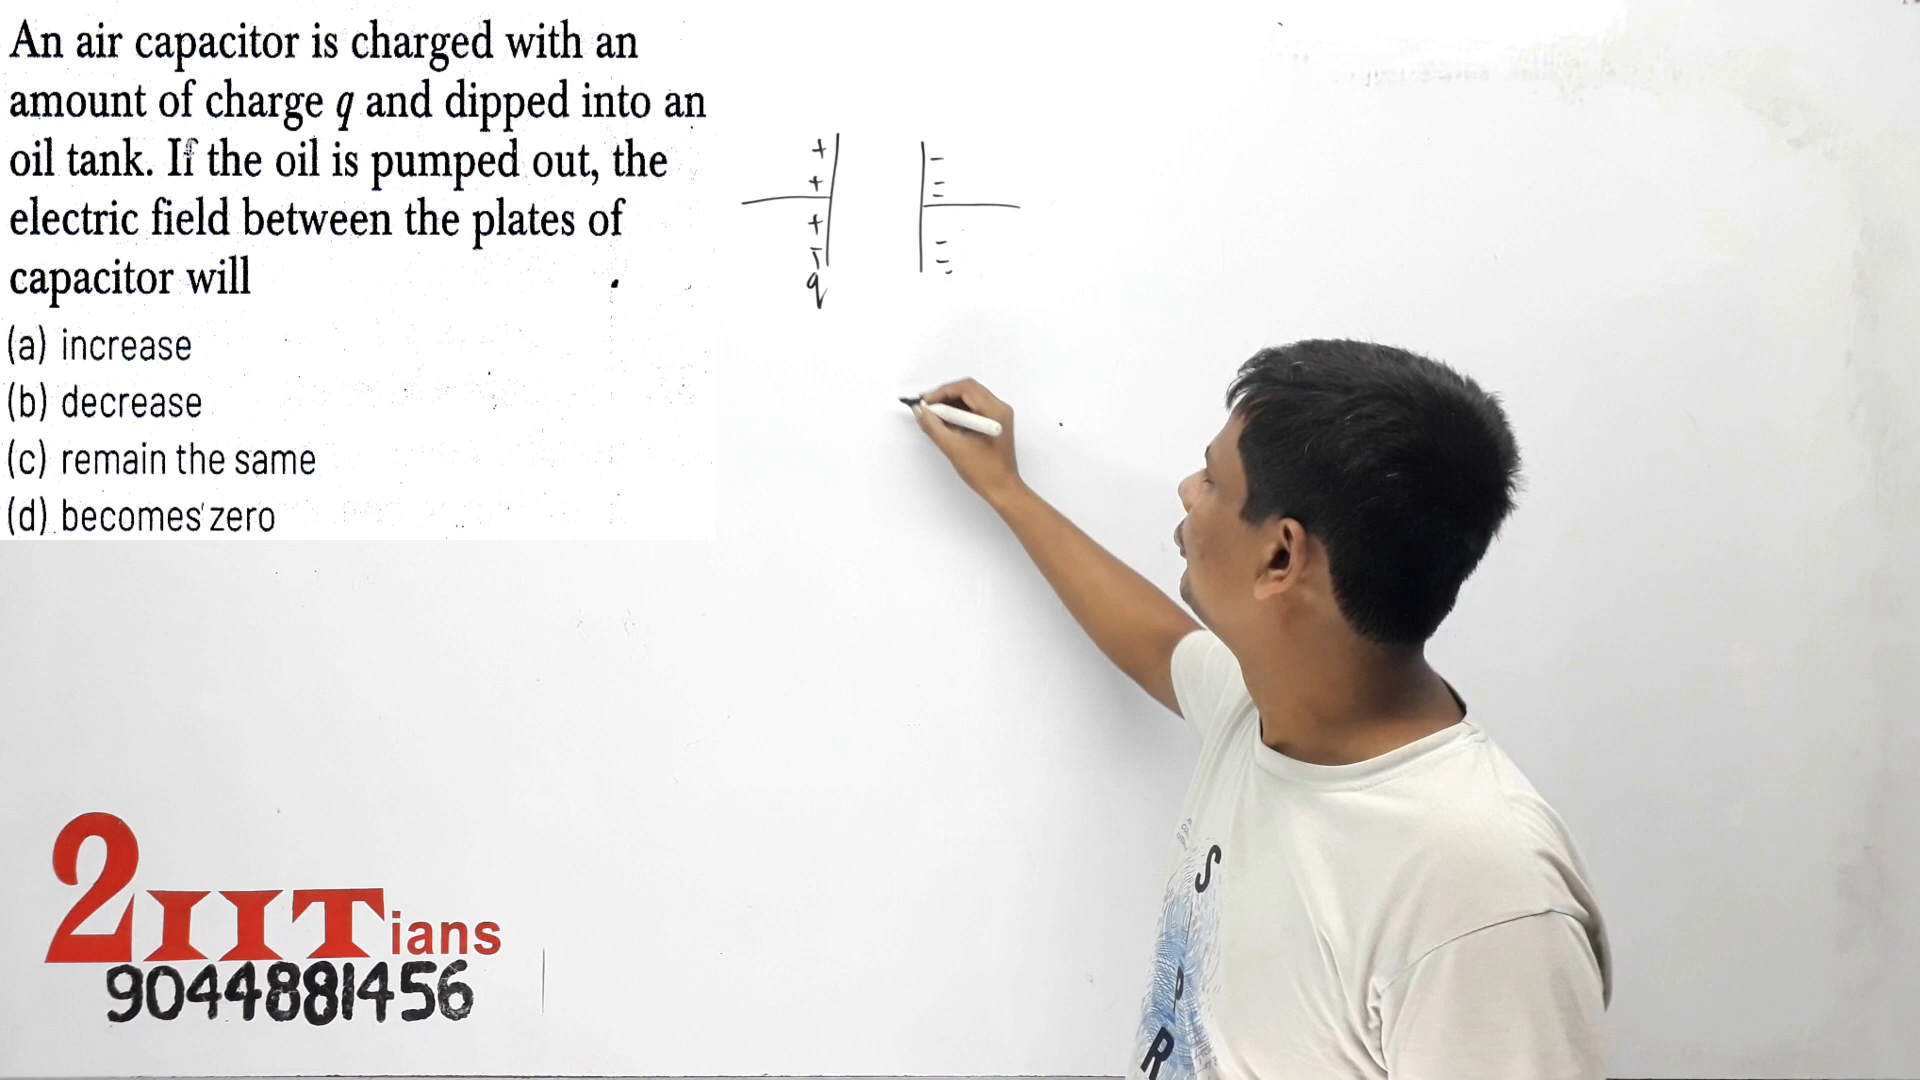 An air capacitor is charged with an
amount of charge q and dipped into an
oil tank. If the oil is pumped out, the
electric field between the plates of
capacitor will
(a) increase
(b) decrease
(c) remain the same
(d) becomes zero
+ -
+ -
+ -
+ -
q
2IITians
9044881456
S
P
R